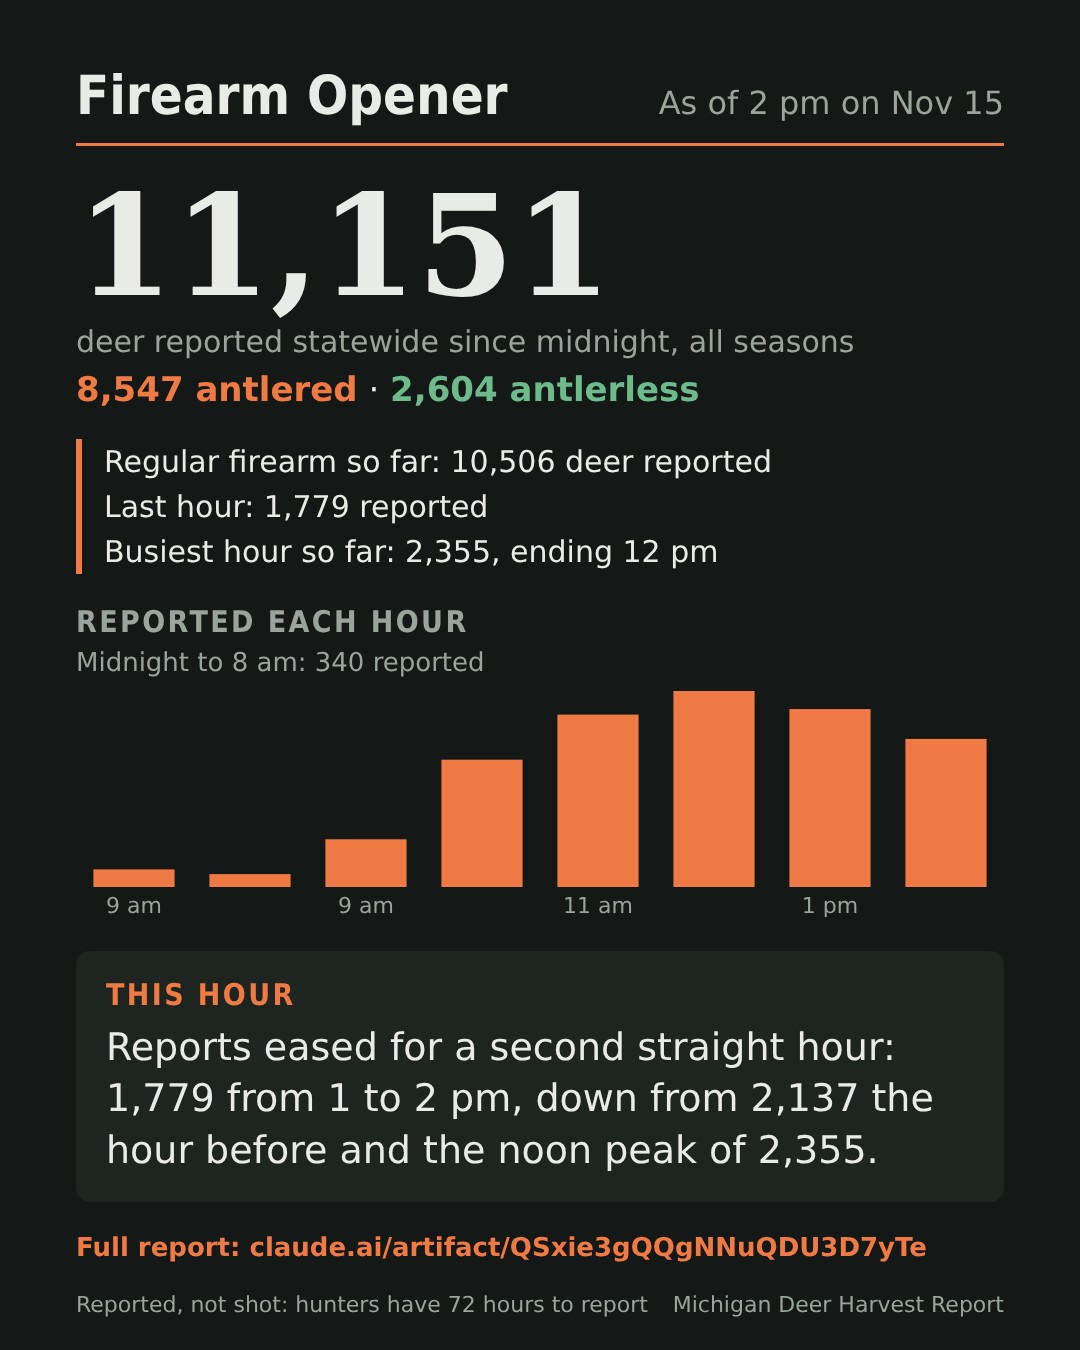 Firearm Opener
As of 2 pm on Nov 15
11,151
deer reported statewide since midnight, all seasons
8,547 antlered · 2,604 antlerless
Regular firearm so far: 10,506 deer reported
Last hour: 1,779 reported
Busiest hour so far: 2,355, ending 12 pm
REPORTED EACH HOUR
Midnight to 8 am: 340 reported
9 am 9 am 11 am 1 pm
THIS HOUR
Reports eased for a second straight hour:
1,779 from 1 to 2 pm, down from 2,137 the
hour before and the noon peak of 2,355.
Full report: claude.ai/artifact/QSxie3gQQgNNuQDU3D7yTe
Reported, not shot: hunters have 72 hours to report
Michigan Deer Harvest Report